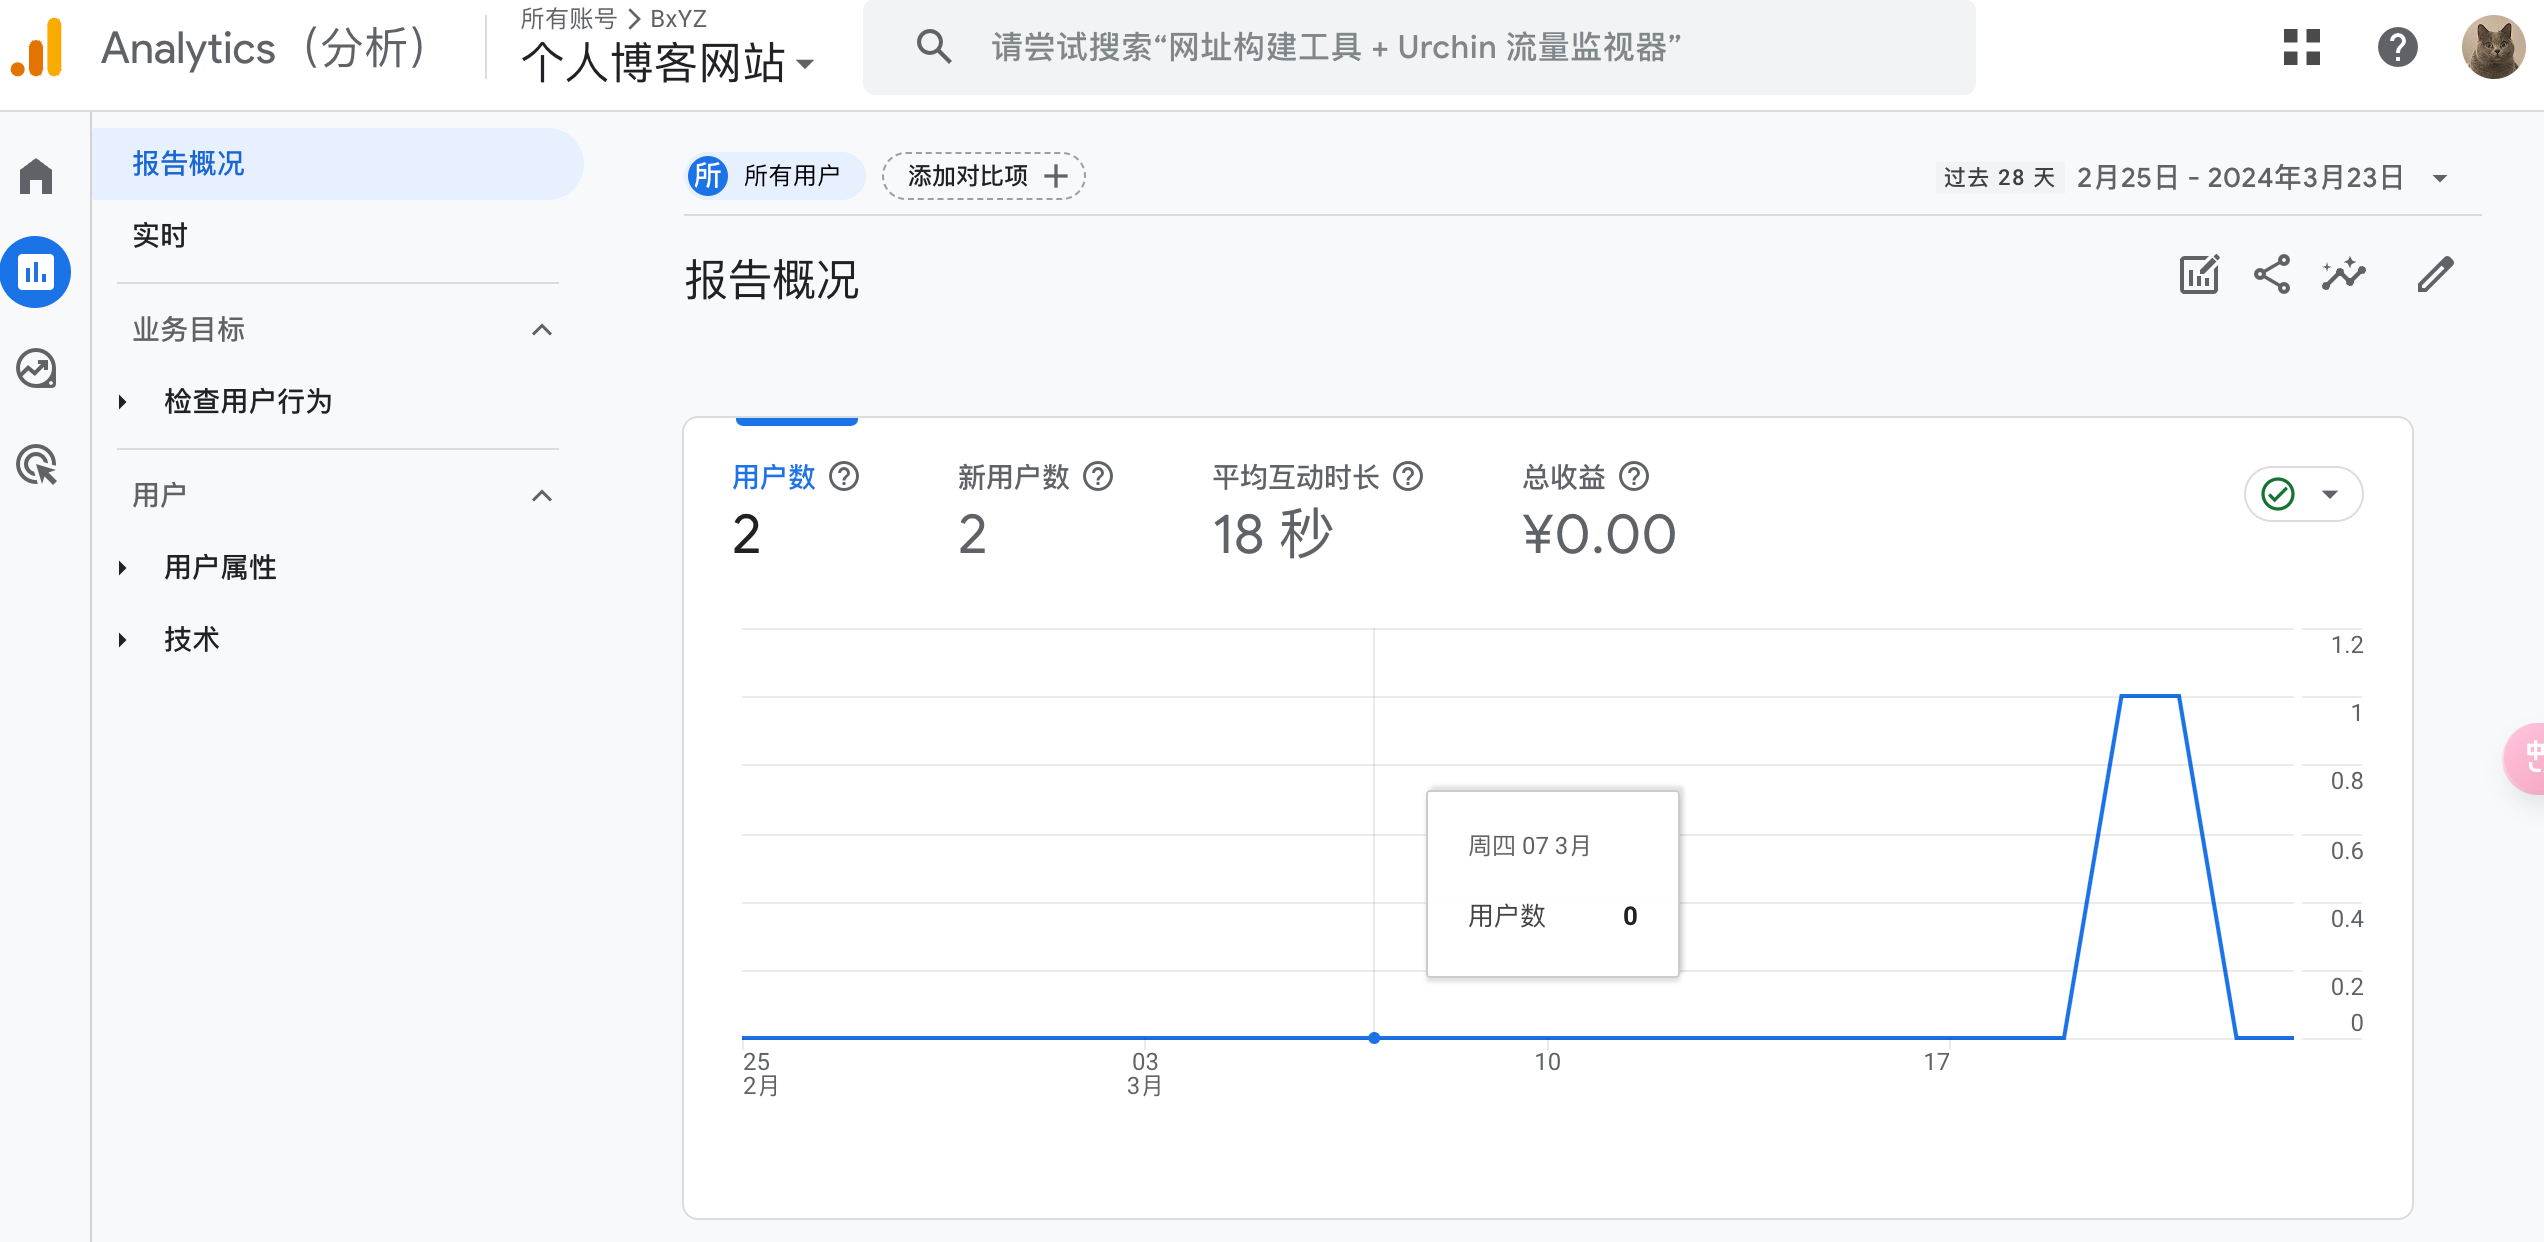 Analytics（分析）
所有账号 > BxYZ
个人博客网站
请尝试搜索“网址构建工具 + Urchin 流量监视器”
报告概况
实时
业务目标
检查用户行为
用户
用户属性
技术
所 所有用户
添加对比项 +
过去 28 天 2月25日 - 2024年3月23日
报告概况
用户数
2
新用户数
2
平均互动时长
18 秒
总收益
¥0.00
1.2
1
0.8
0.6
0.4
0.2
0
周四 07 3月
用户数 0
25
2月
03
3月
10
17
中